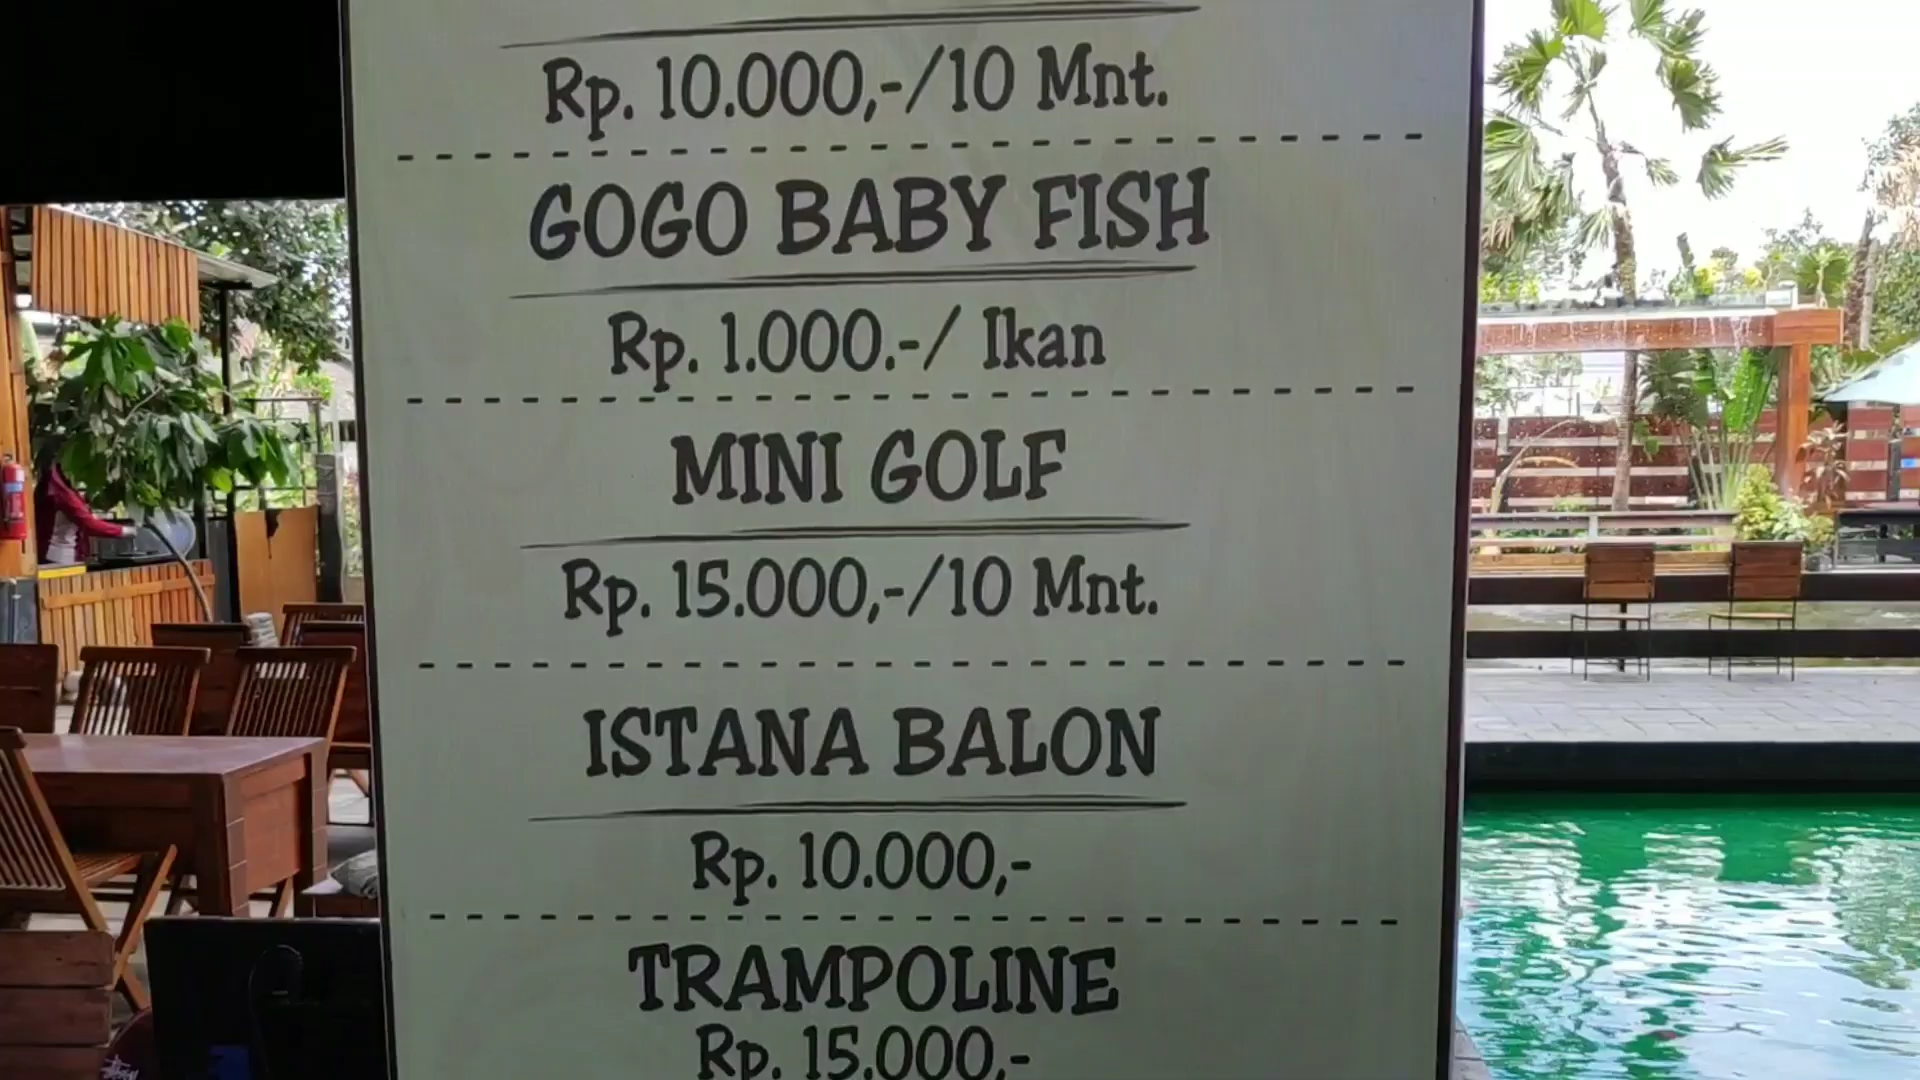 Rp. 10.000,-/10 Mnt.
GOGO BABY FISH
Rp. 1.000.-/ Ikan
MINI GOLF
Rp. 15.000,-/10 Mnt.
ISTANA BALON
Rp. 10.000,-
TRAMPOLINE
Rp. 15.000,-